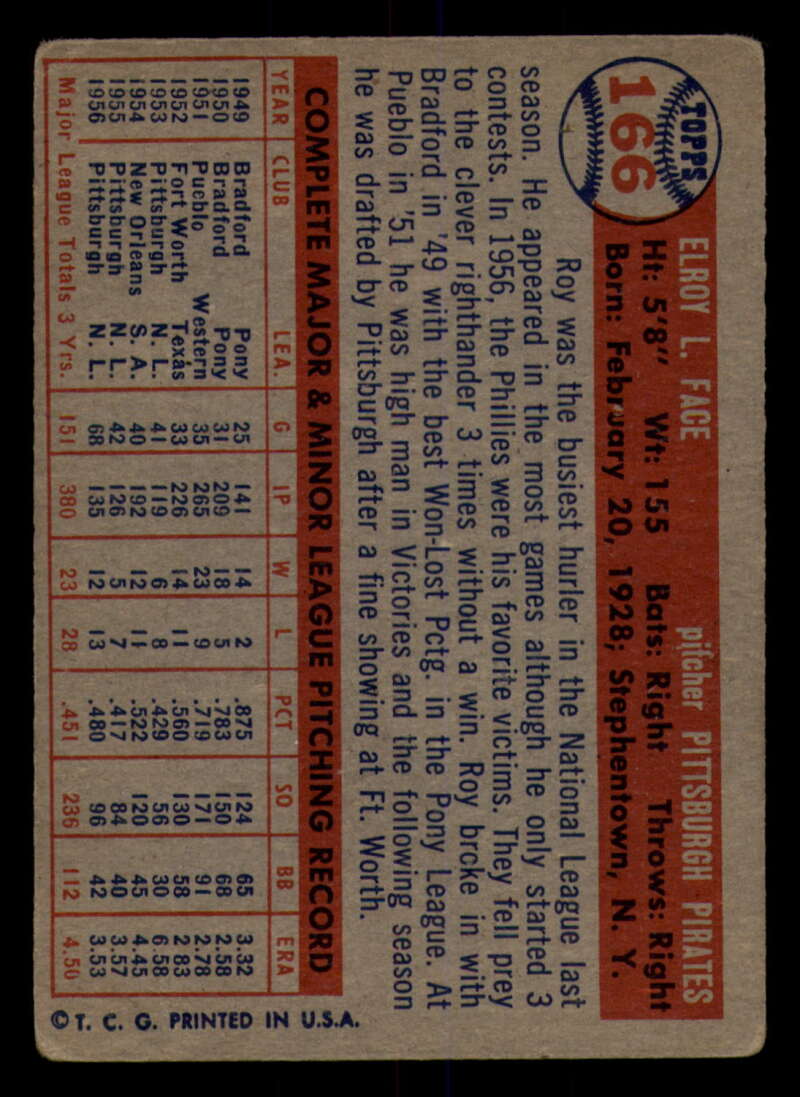 TOPPS
166
ELROY L. FACE pitcher PITTSBURGH PIRATES
Ht: 5'8" Wt: 155 Bats: Right Throws: Right
Born: February 20, 1928; Stephentown, N. Y.
Roy was the busiest hurler in the National League last
season. He appeared in the most games although he only started 3
contests. In 1956, the Phillies were his favorite victims. They fell prey
to the clever righthander 3 times without a win. Roy brcke in with
Bradford in '49 with the best Won-Lost Pctg. in the Pony League. At
Pueblo in '51 he was high man in Victories and the following season
he was drafted by Pittsburgh after a fine showing at Ft. Worth.
COMPLETE MAJOR & MINOR LEAGUE PITCHING RECORD
YEAR CLUB LEA. G IP W L PCT SO BB ERA
1949 Bradford Pony 25 141 14 2 .875 124 65 3.32
1950 Bradford Pony 31 209 18 5 .783 150 68 2.58
1951 Pueblo Western 35 265 23 9 .719 171 91 2.78
1952 Fort Worth Texas 33 226 14 11 .560 130 58 2.83
1953 Pittsburgh N. L. 41 119 6 8 .429 56 30 6.58
1954 New Orleans S. A. 40 192 12 11 .522 120 45 4.45
1955 Pittsburgh N. L. 42 126 5 7 .417 84 40 3.57
1956 Pittsburgh N. L. 68 135 12 13 .480 96 42 3.53
Major League Totals 3 Yrs. 151 380 23 28 .451 236 112 4.50
© T. C. G. PRINTED IN U.S.A.